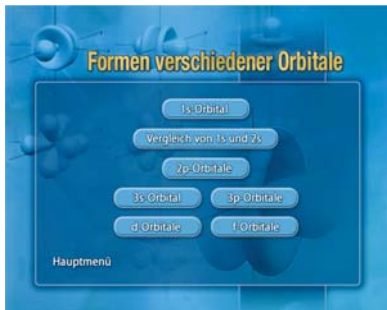 Formen verschiedener Orbitale
1s-Orbital
Vergleich von 1s und 2s
2p-Orbitale
3s-Orbital 3p-Orbitale
d-Orbitale f-Orbitale
Hauptmenü